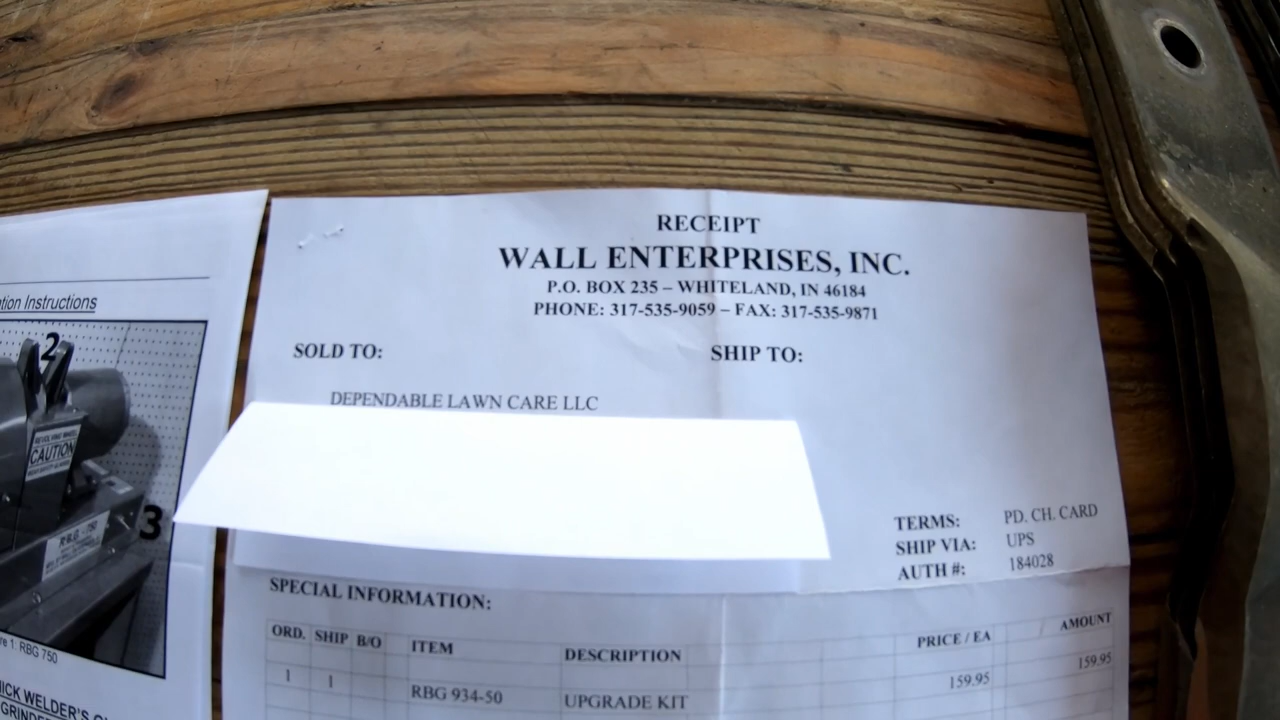 RECEIPT
WALL ENTERPRISES, INC.
P.O. BOX 235 – WHITELAND, IN 46184
PHONE: 317-535-9059 – FAX: 317-535-9871
SOLD TO: SHIP TO:
DEPENDABLE LAWN CARE LLC
TERMS: PD. CH. CARD
SHIP VIA: UPS
AUTH #: 184028
SPECIAL INFORMATION:
ORD. SHIP B/O ITEM DESCRIPTION PRICE / EA AMOUNT
1 1 RBG 934-50 UPGRADE KIT 159.95 159.95
Instructions
2
CAUTION
3
1. RBG 750
WELDER'S